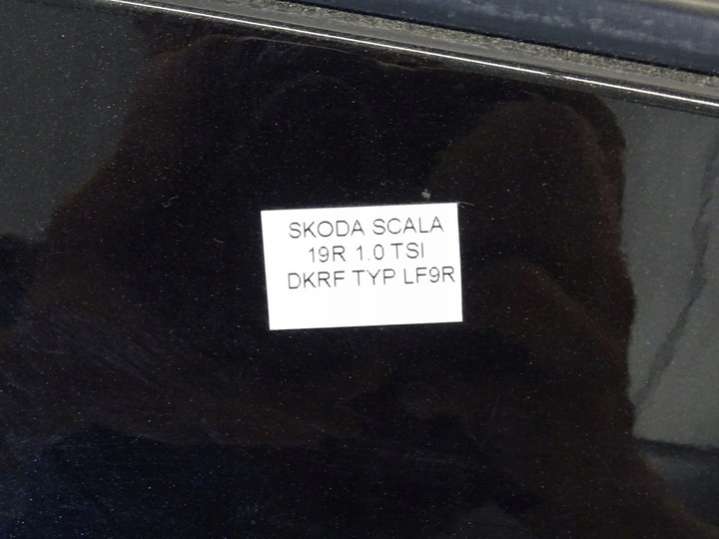 SKODA SCALA
19R 1.0 TSI
DKRF TYP LF9R